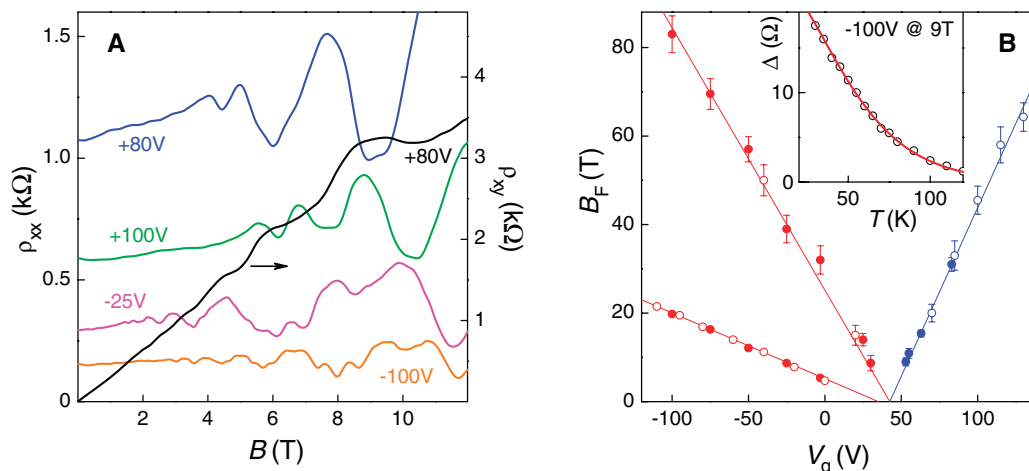 A
1.5
1.0
0.5
0
ρxx (kΩ)
+80V
+100V
-25V
-100V
+80V
4
3
2
1
ρxy (kΩ)
2 4 6 8 10
B (T)
B
80
60
40
20
0
BF (T)
-100V @ 9T
Δ (Ω)
10
0
50 100
T (K)
-100 -50 0 50 100
Vg (V)